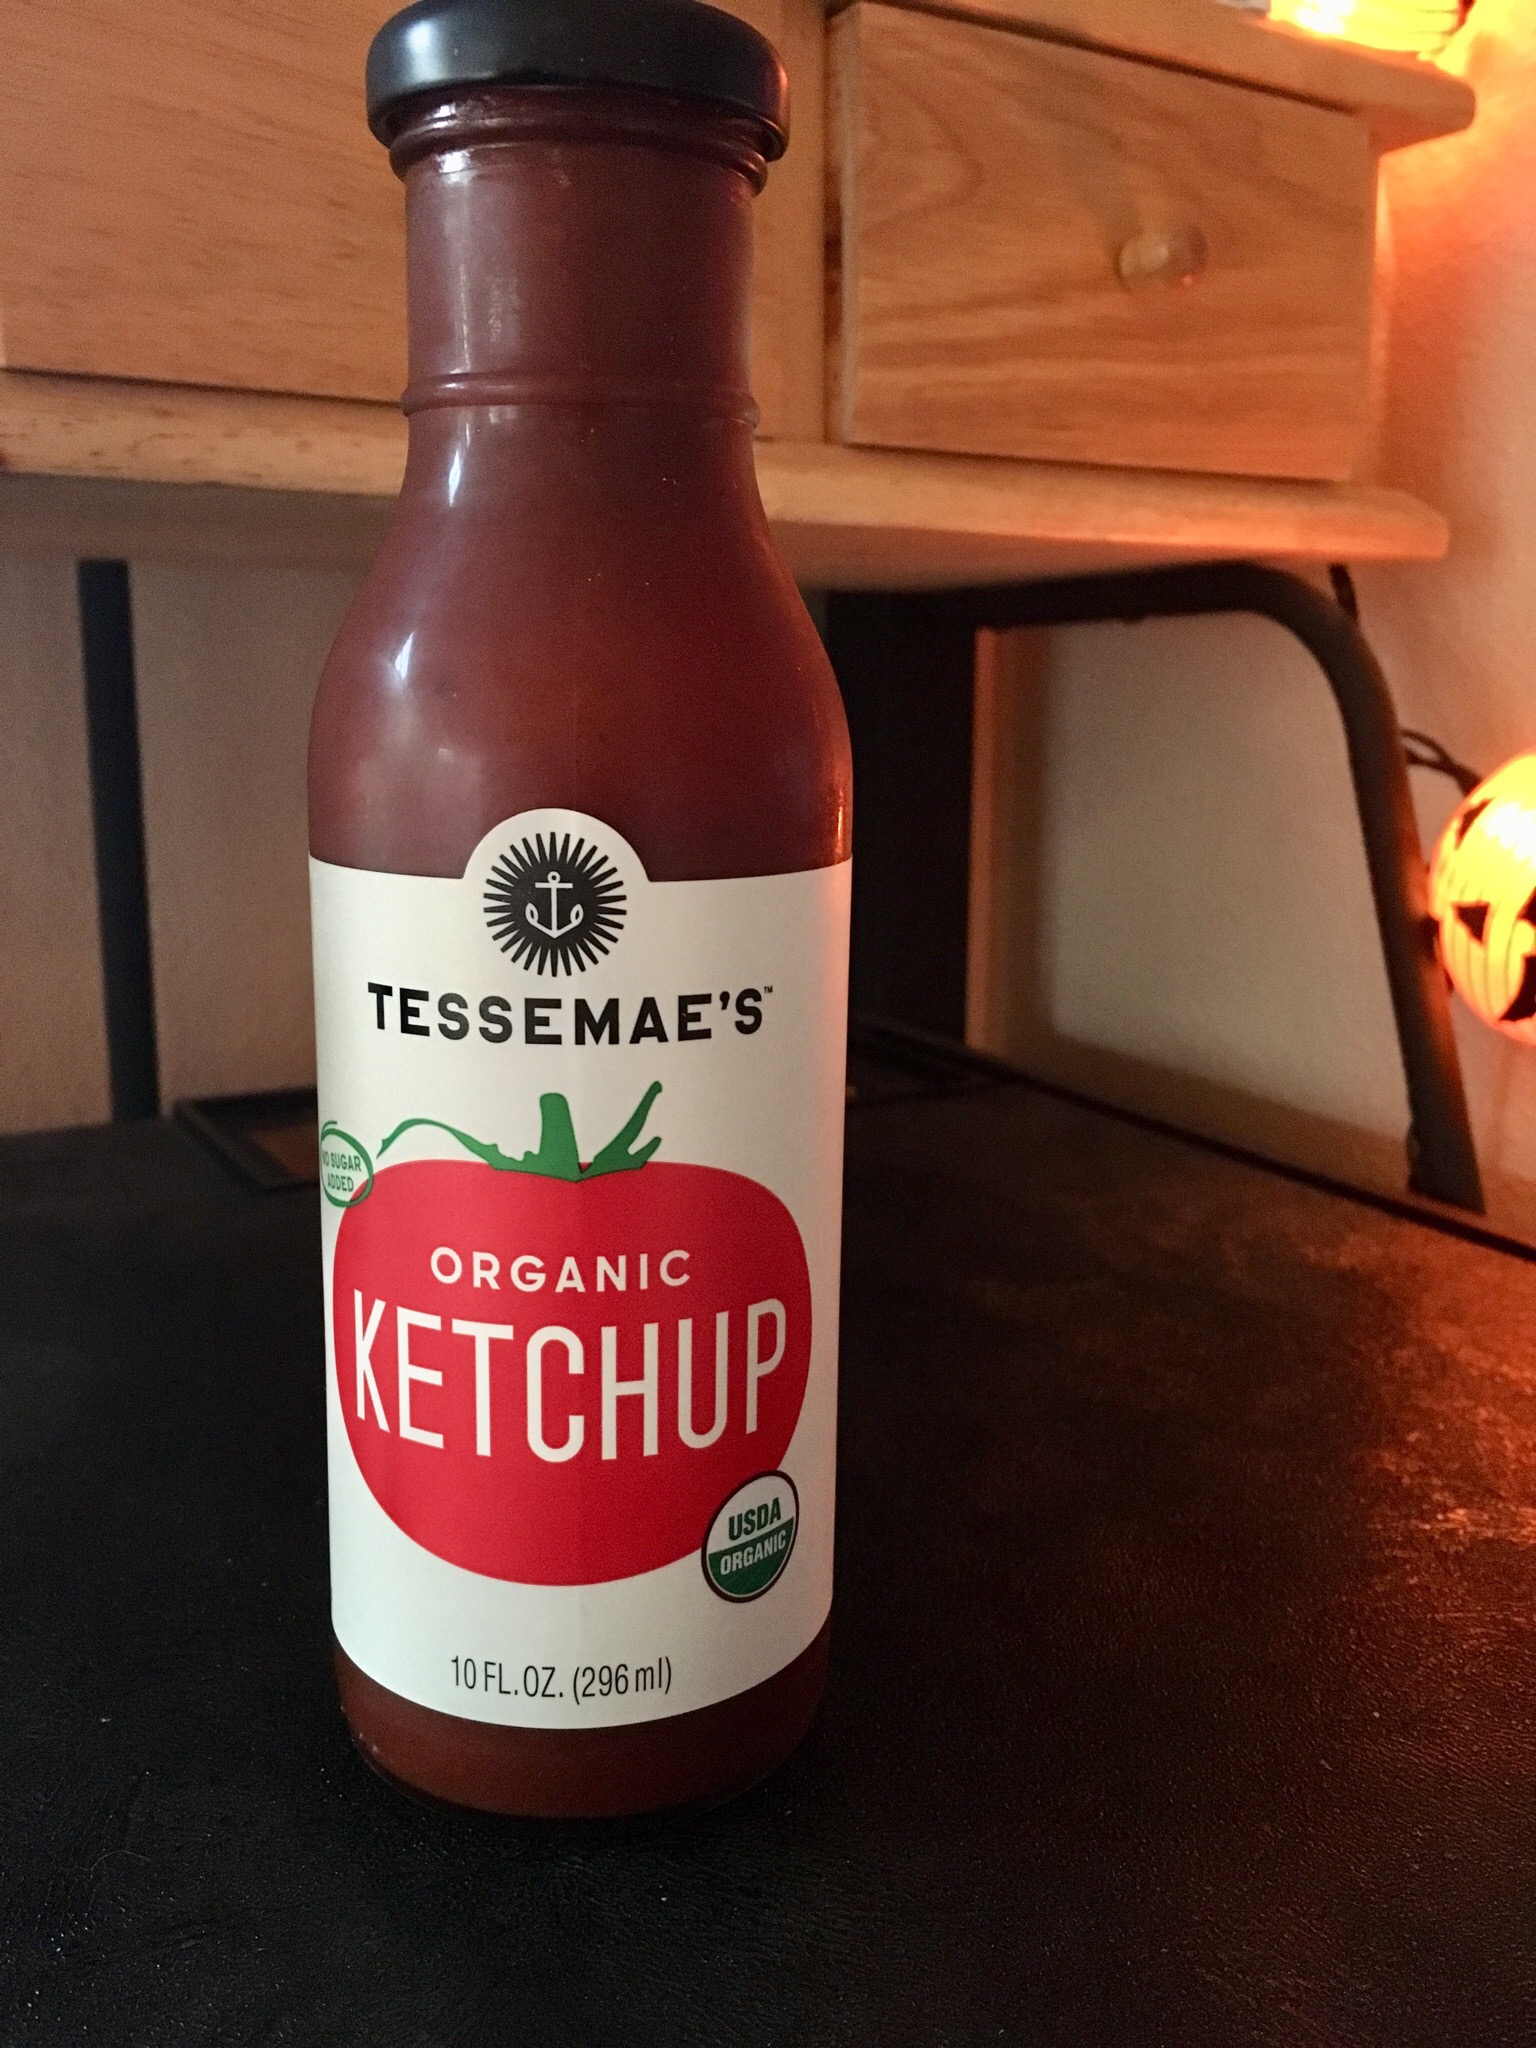 TESSEMAE'S™
NO SUGAR
ADDED
ORGANIC
KETCHUP
USDA
ORGANIC
10 FL.OZ. (296 ml)